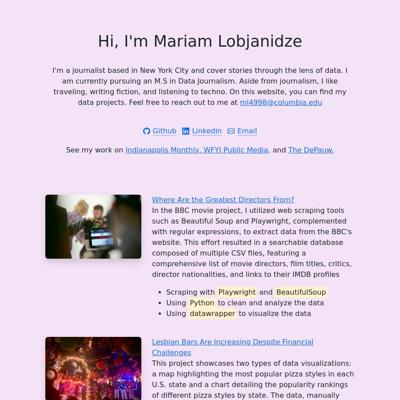 Hi, I'm Mariam Lobjanidze
I'm a journalist based in New York City and cover stories through the lens of data. I
am currently pursuing an M.S in Data Journalism. Aside from journalism, I like
traveling, writing fiction, and listening to techno. On this website, you can find my
data projects. Feel free to reach out to me at ml4998@columbia.edu
Github Linkedin Email
See my work on Indianapolis Monthly, WFYI Public Media, and The DePauw.
Where Are the Greatest Directors From?
In the BBC movie project, I utilized web scraping tools
such as Beautiful Soup and Playwright, complemented
with regular expressions, to extract data from the BBC's
website. This effort resulted in a searchable database
composed of multiple CSV files, featuring a
comprehensive list of movie directors, film titles, critics,
director nationalities, and links to their IMDB profiles
• Scraping with Playwright and BeautifulSoup
• Using Python to clean and analyze the data
• Using datawrapper to visualize the data
Lesbian Bars Are Increasing Despite Financial
Challenges
This project showcases two types of data visualizations:
a map highlighting the most popular pizza styles in each
U.S. state and a chart detailing the popularity rankings
of different pizza styles by state. The data, manually